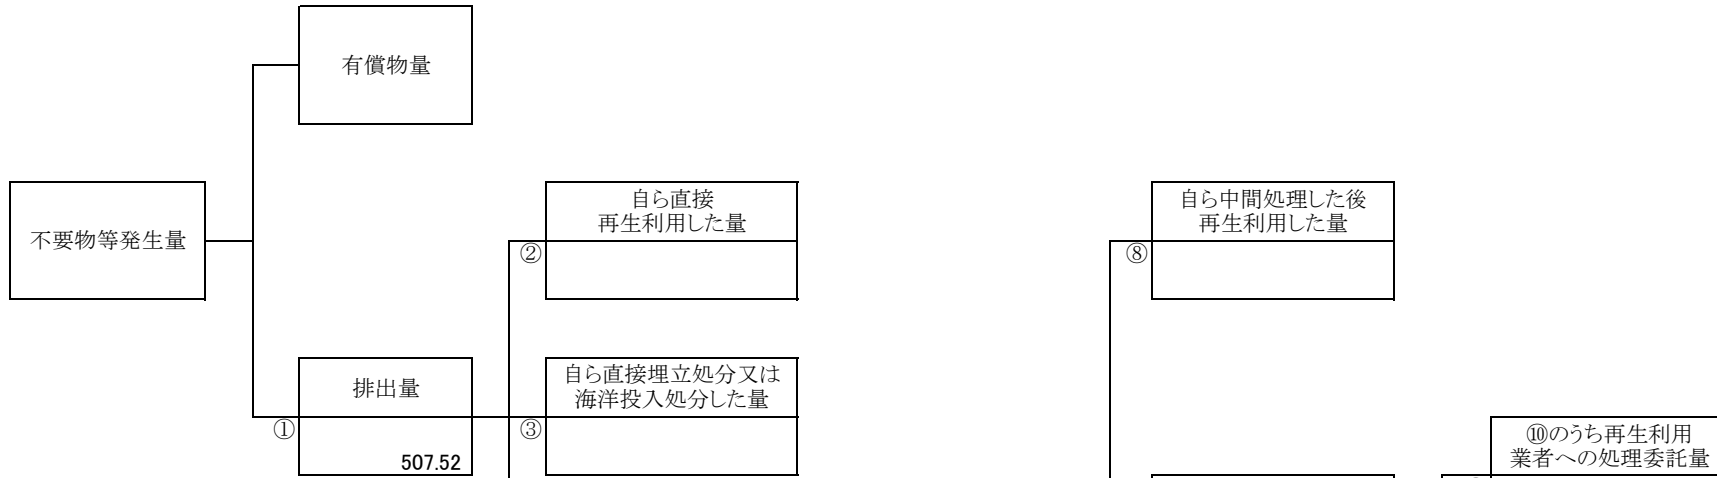 有償物量
不要物等発生量
自ら直接
再生利用した量
②
自ら中間処理した後
再生利用した量
⑧
排出量
①
507.52
自ら直接埋立処分又は
海洋投入処分した量
③
⑩のうち再生利用
業者への処理委託量